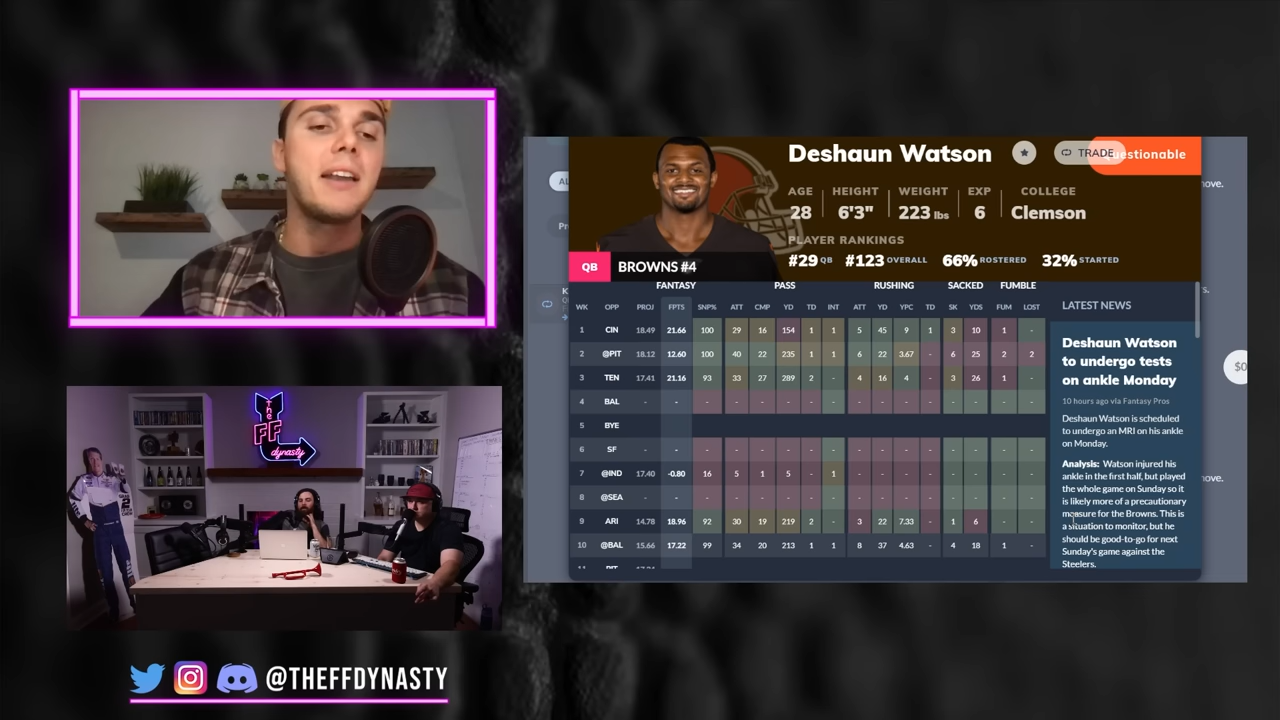 the
FF
dynasty
@THEFFDYNASTY
Deshaun Watson
TRADE
AGE HEIGHT WEIGHT EXP COLLEGE
28 6'3" 223 lbs 6 Clemson
PLAYER RANKINGS
#29 QB #123 OVERALL 66% ROSTERED 32% STARTED
QB BROWNS #4
FANTASY PASS RUSHING SACKED FUMBLE
WK OPP PROJ FPTS SNP% ATT CMP YD TD INT ATT YD YPC TD SK YDS FUM LOST
1 CIN 18.49 21.66 100 29 16 154 1 1 5 45 9 1 3 10 1 -
2 @PIT 18.12 12.60 100 40 22 235 1 1 6 22 3.67 - 6 25 2 2
3 TEN 17.41 21.16 93 33 27 289 2 - 4 16 4 - 3 26 1 -
4 BAL - - - - - - - - - - - - - - - -
5 BYE
6 SF - - - - - - - - - - - - - - - -
7 @IND 17.40 -0.80 16 5 1 5 - 1 - - - - - - - -
8 @SEA - - - - - - - - - - - - - - - -
9 ARI 14.78 18.96 92 30 19 219 2 - 3 22 7.33 - 1 6 - -
10 @BAL 15.66 17.22 99 34 20 213 1 1 8 37 4.63 - 4 18 1 -
LATEST NEWS
Deshaun Watson
to undergo tests
on ankle Monday
10 hours ago via Fantasy Pros
Deshaun Watson is scheduled
to undergo an MRI on his ankle
on Monday.
Analysis: Watson injured his
ankle in the first half, but played
the whole game on Sunday so it
is likely more of a precautionary
measure for the Browns. This is
a situation to monitor, but he
should be good-to-go for next
Sunday's game against the
Steelers.